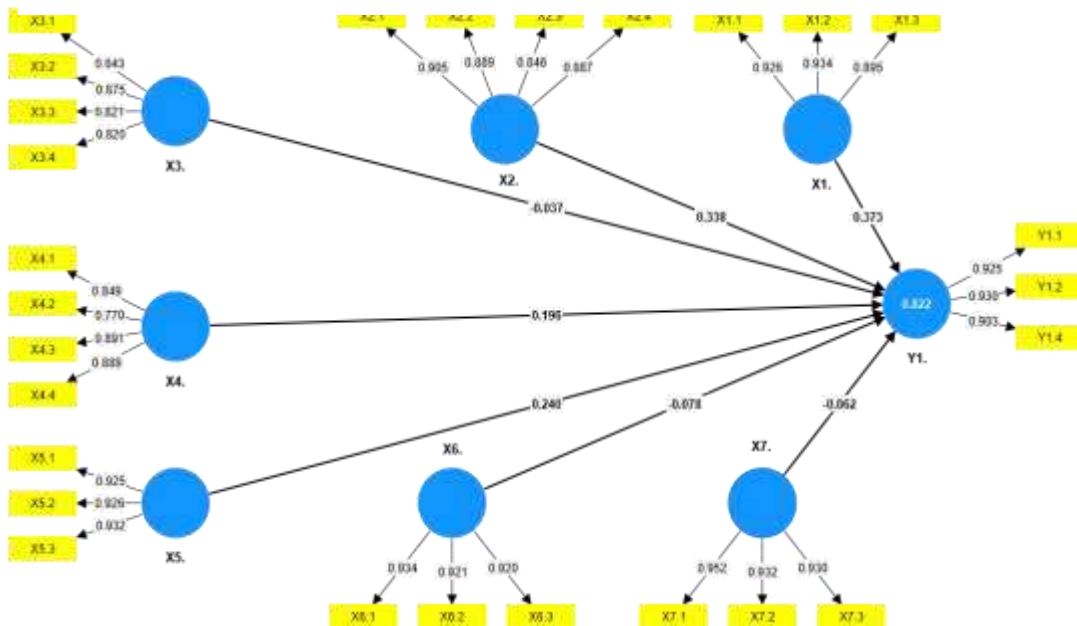 X3.1
X3.2
X3.3
X3.4
0.843
0.875
0.821
0.820
X3.
X2.1
X2.2
X2.3
X2.4
0.905
0.889
0.846
0.887
X2.
X1.1
X1.2
X1.3
0.926
0.934
0.895
X1.
-0.037
0.338
0.373
X4.1
X4.2
X4.3
X4.4
0.849
0.770
0.891
0.889
X4.
0.196
0.822
Y1.
Y1.1
Y1.2
Y1.4
0.925
0.930
0.903
0.240
-0.078
-0.062
X5.1
X5.2
X5.3
0.925
0.926
0.932
X5.
X6.
0.934
0.921
0.920
X6.1
X6.2
X6.3
X7.
0.952
0.932
0.930
X7.1
X7.2
X7.3